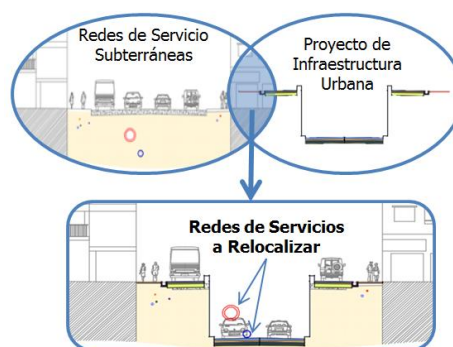 Redes de Servicio
Subterráneas
Proyecto de
Infraestructura
Urbana
Redes de Servicios
a Relocalizar